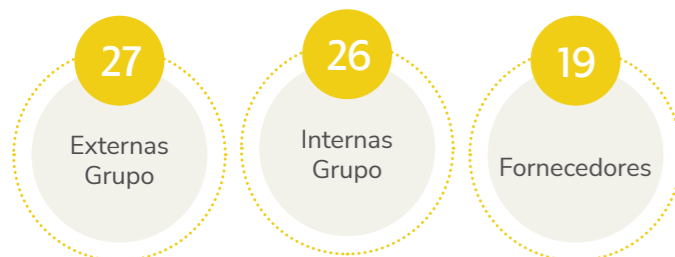 27
Externas
Grupo
26
Internas
Grupo
19
Fornecedores